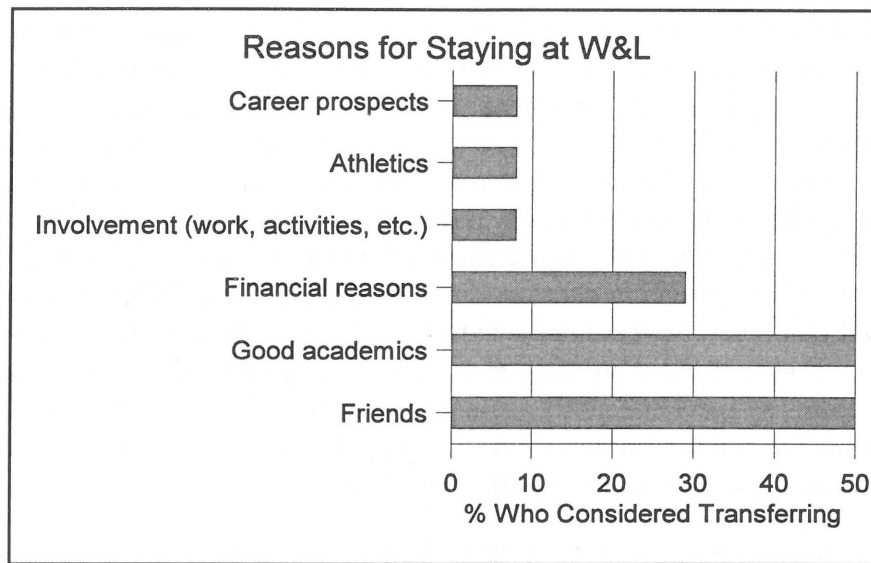 Reasons for Staying at W&L
Career prospects
Athletics
Involvement (work, activities, etc.)
Financial reasons
Good academics
Friends
0 10 20 30 40 50
% Who Considered Transferring